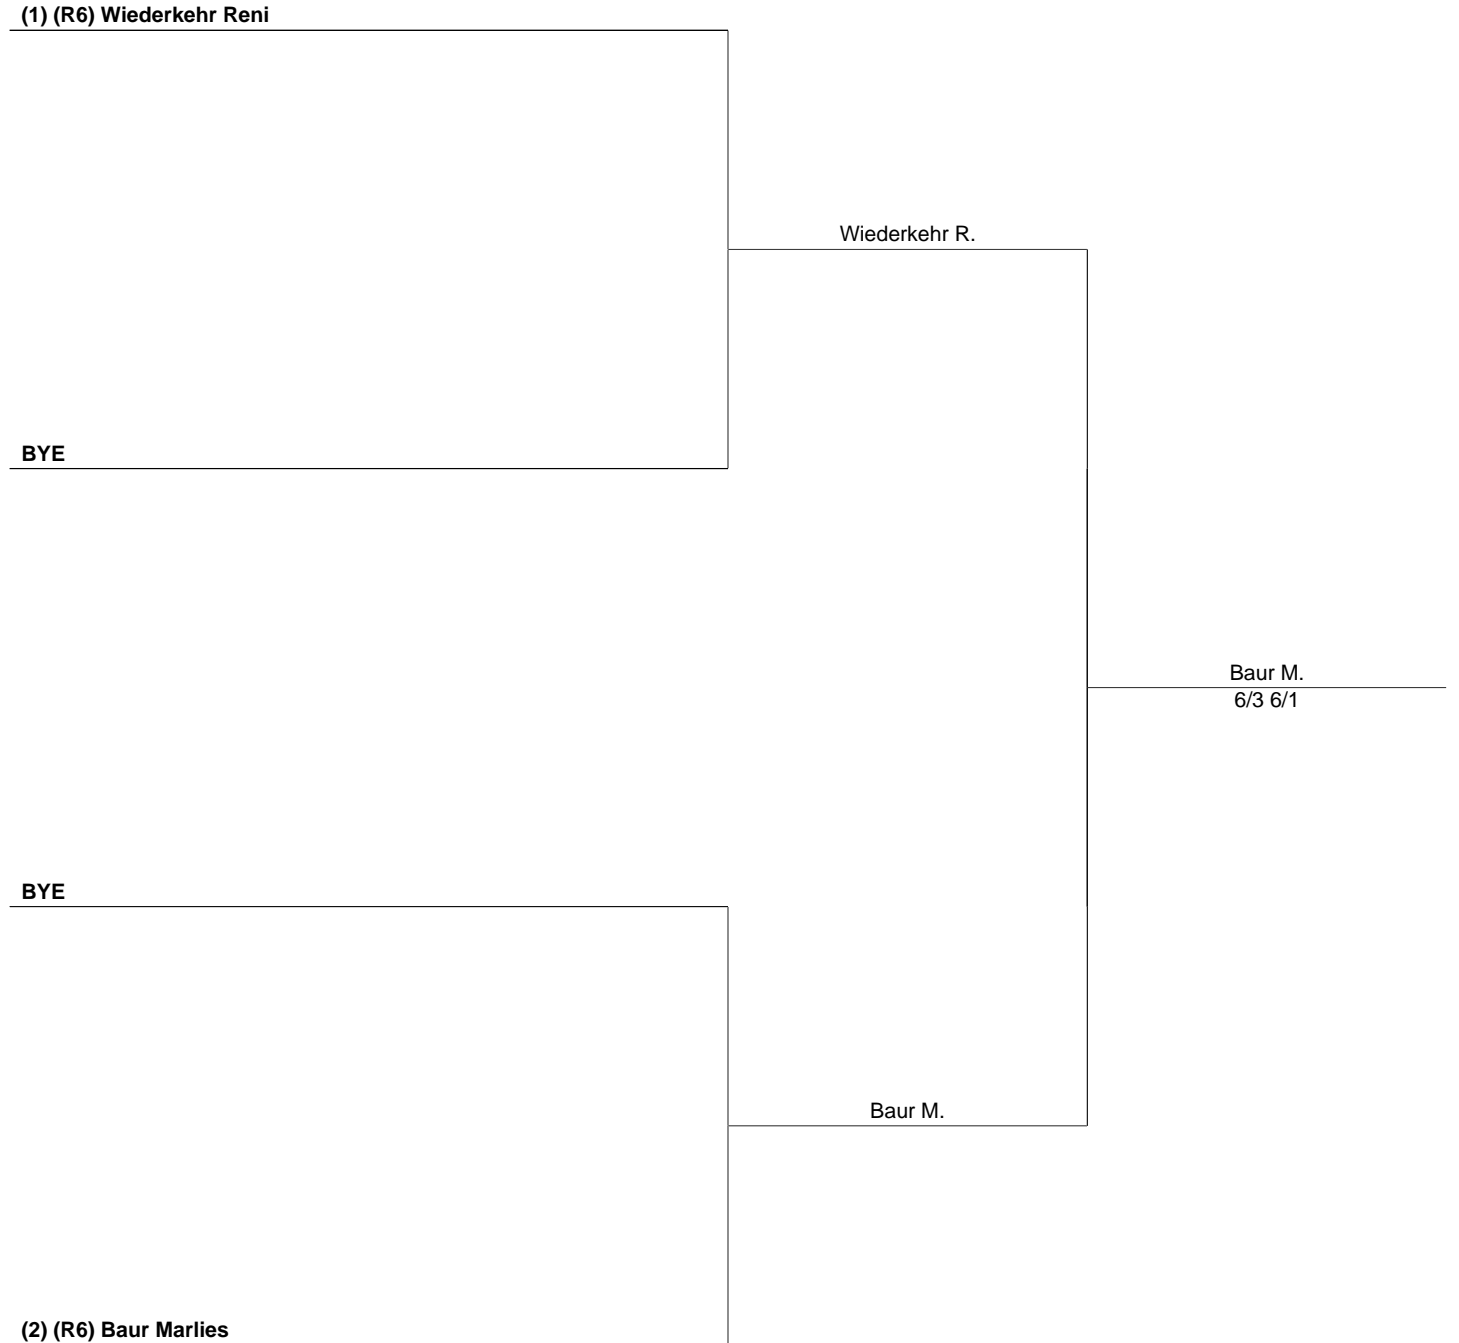 (1) (R6) Wiederkehr Reni
Wiederkehr R.
BYE
Baur M.
6/3 6/1
BYE
Baur M.
(2) (R6) Baur Marlies